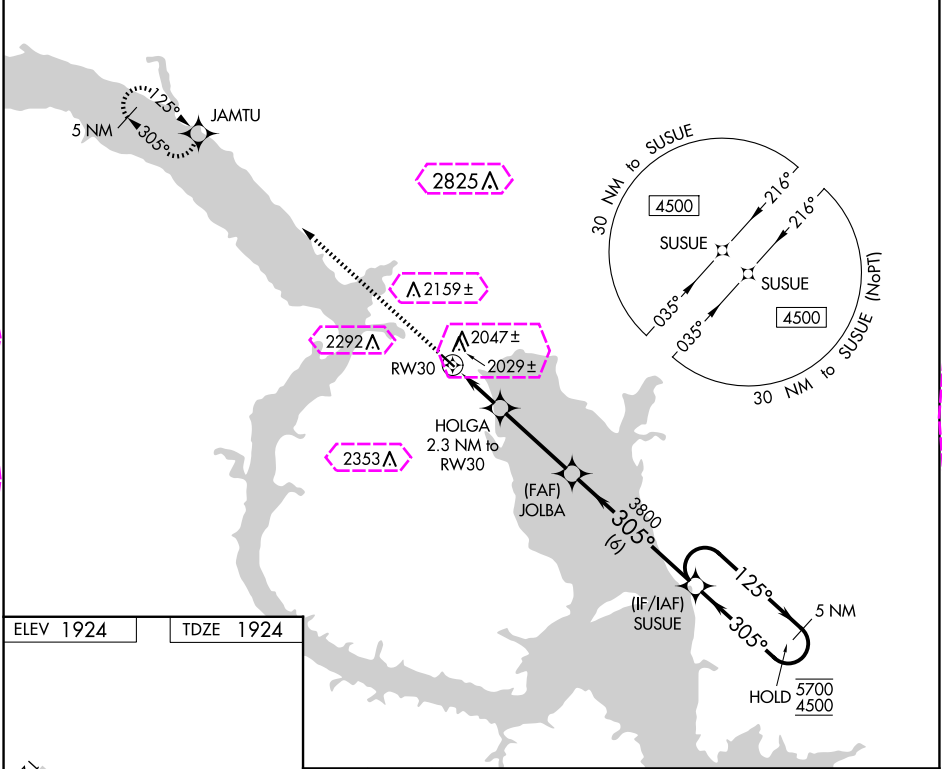 JAMTU
125°
5 NM
305°
2825
30 NM to SUSUE
216°
4500
216°
SUSUE
SUSUE
035°
4500
035°
30 NM to SUSUE (NoPT)
2159±
2292
2047±
RW30
2029±
HOLGA
2.3 NM to
RW30
2353
(FAF)
JOLBA
3800
305°
(6)
125°
(IF/IAF)
SUSUE
5 NM
305°
HOLD 5700
4500
ELEV 1924
TDZE 1924